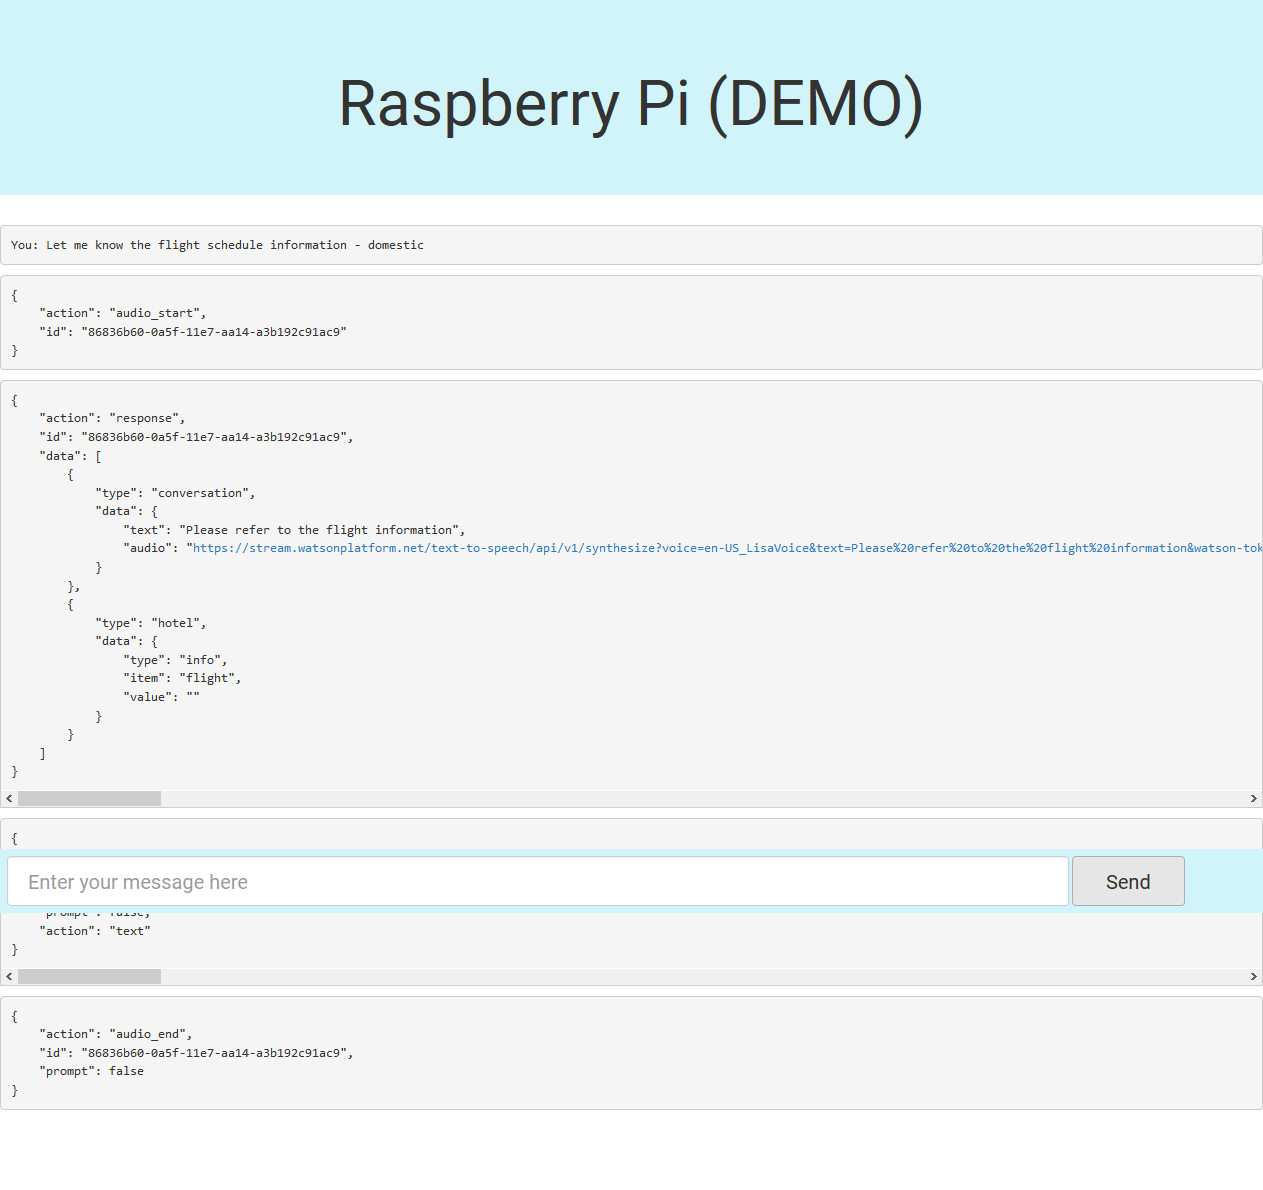 Raspberry Pi (DEMO)
You: Let me know the flight schedule information - domestic
{
    "action": "audio_start",
    "id": "86836b60-0a5f-11e7-aa14-a3b192c91ac9"
}
{
    "action": "response",
    "id": "86836b60-0a5f-11e7-aa14-a3b192c91ac9",
    "data": [
        {
            "type": "conversation",
            "data": {
                "text": "Please refer to the flight information",
                "audio": "https://stream.watsonplatform.net/text-to-speech/api/v1/synthesize?voice=en-US_LisaVoice&text=Please%20refer%20to%20the%20flight%20information&watson-tok
            }
        },
        {
            "type": "hotel",
            "data": {
                "type": "info",
                "item": "flight",
                "value": ""
            }
        }
    ]
}
{
Enter your message here Send
    "prompt": false,
    "action": "text"
}
{
    "action": "audio_end",
    "id": "86836b60-0a5f-11e7-aa14-a3b192c91ac9",
    "prompt": false
}